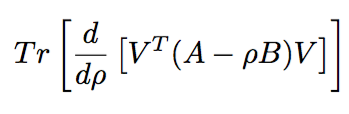 Tr [ d/dρ [V^T(A − ρB)V] ]